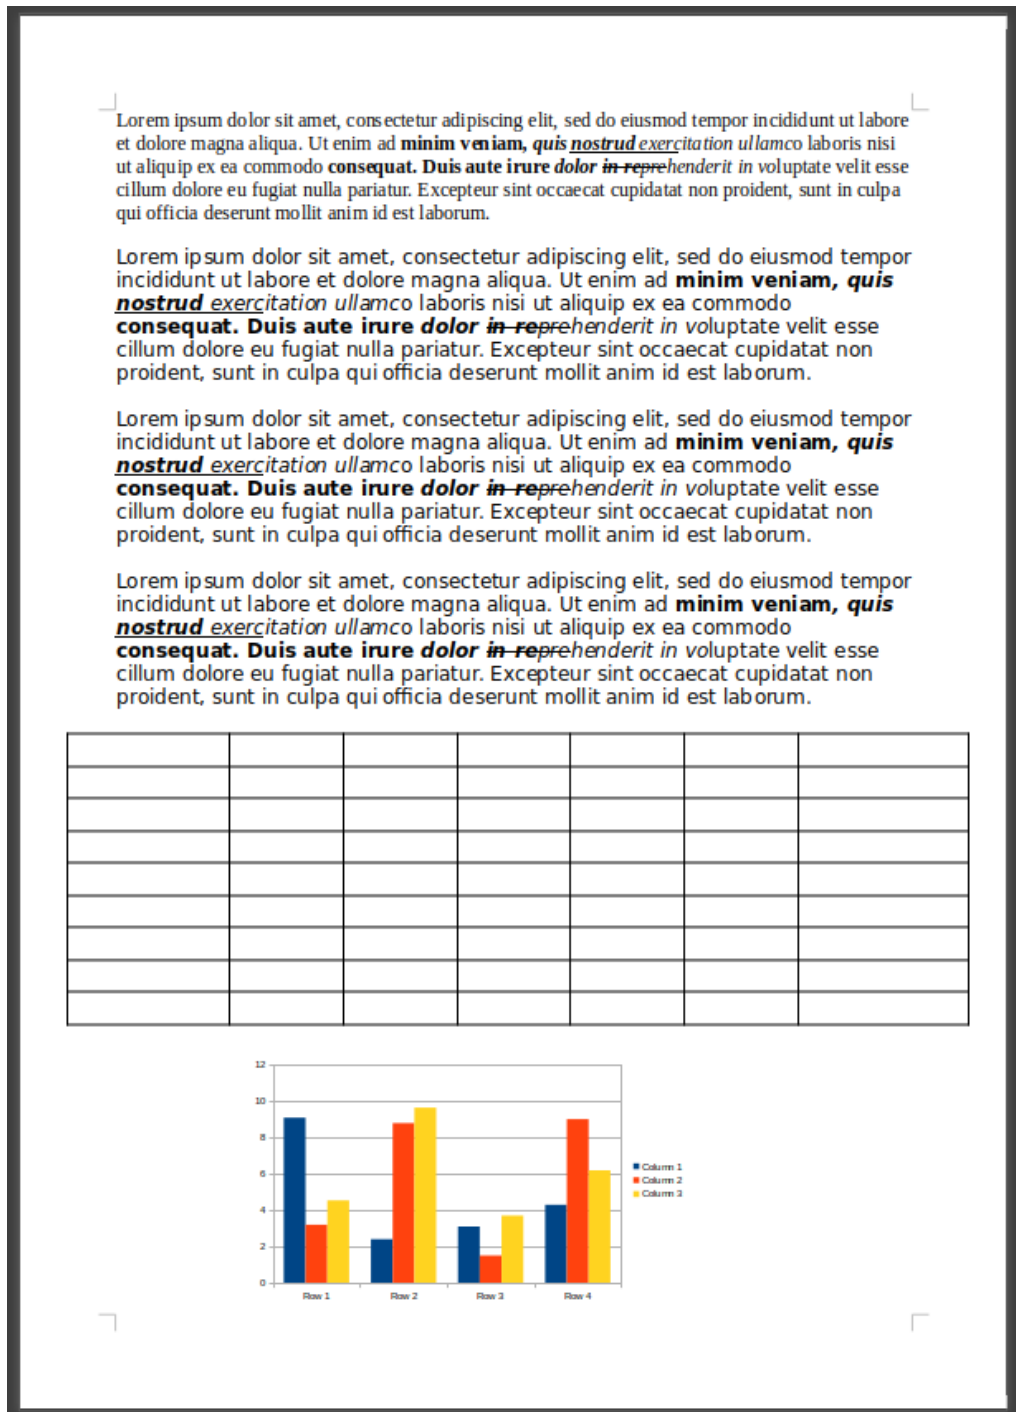 Lorem ipsum dolor sit amet, consectetur adipiscing elit, sed do eiusmod tempor incididunt ut labore
et dolore magna aliqua. Ut enim ad minim veniam, quis nostrud exercitation ullamco laboris nisi
ut aliquip ex ea commodo consequat. Duis aute irure dolor in reprehenderit in voluptate velit esse
cillum dolore eu fugiat nulla pariatur. Excepteur sint occaecat cupidatat non proident, sunt in culpa
qui officia deserunt mollit anim id est laborum.
Lorem ipsum dolor sit amet, consectetur adipiscing elit, sed do eiusmod tempor
incididunt ut labore et dolore magna aliqua. Ut enim ad minim veniam, quis
nostrud exercitation ullamco laboris nisi ut aliquip ex ea commodo
consequat. Duis aute irure dolor in reprehenderit in voluptate velit esse
cillum dolore eu fugiat nulla pariatur. Excepteur sint occaecat cupidatat non
proident, sunt in culpa qui officia deserunt mollit anim id est laborum.
Lorem ipsum dolor sit amet, consectetur adipiscing elit, sed do eiusmod tempor
incididunt ut labore et dolore magna aliqua. Ut enim ad minim veniam, quis
nostrud exercitation ullamco laboris nisi ut aliquip ex ea commodo
consequat. Duis aute irure dolor in reprehenderit in voluptate velit esse
cillum dolore eu fugiat nulla pariatur. Excepteur sint occaecat cupidatat non
proident, sunt in culpa qui officia deserunt mollit anim id est laborum.
Lorem ipsum dolor sit amet, consectetur adipiscing elit, sed do eiusmod tempor
incididunt ut labore et dolore magna aliqua. Ut enim ad minim veniam, quis
nostrud exercitation ullamco laboris nisi ut aliquip ex ea commodo
consequat. Duis aute irure dolor in reprehenderit in voluptate velit esse
cillum dolore eu fugiat nulla pariatur. Excepteur sint occaecat cupidatat non
proident, sunt in culpa qui officia deserunt mollit anim id est laborum.
12
10
8
6
4
2
0
Row 1 Row 2 Row 3 Row 4
Column 1
Column 2
Column 3